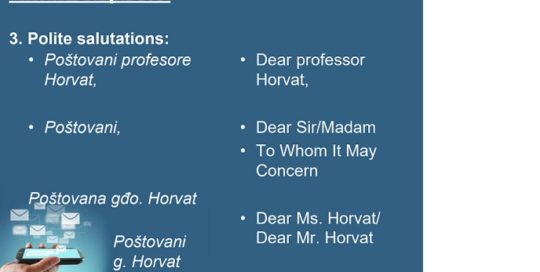 3. Polite salutations:
• Poštovani profesore
Horvat,
• Dear professor
Horvat,
• Poštovani,
• Dear Sir/Madam
• To Whom It May
Concern
Poštovana gđo. Horvat
• Dear Ms. Horvat/
Dear Mr. Horvat
Poštovani
g. Horvat